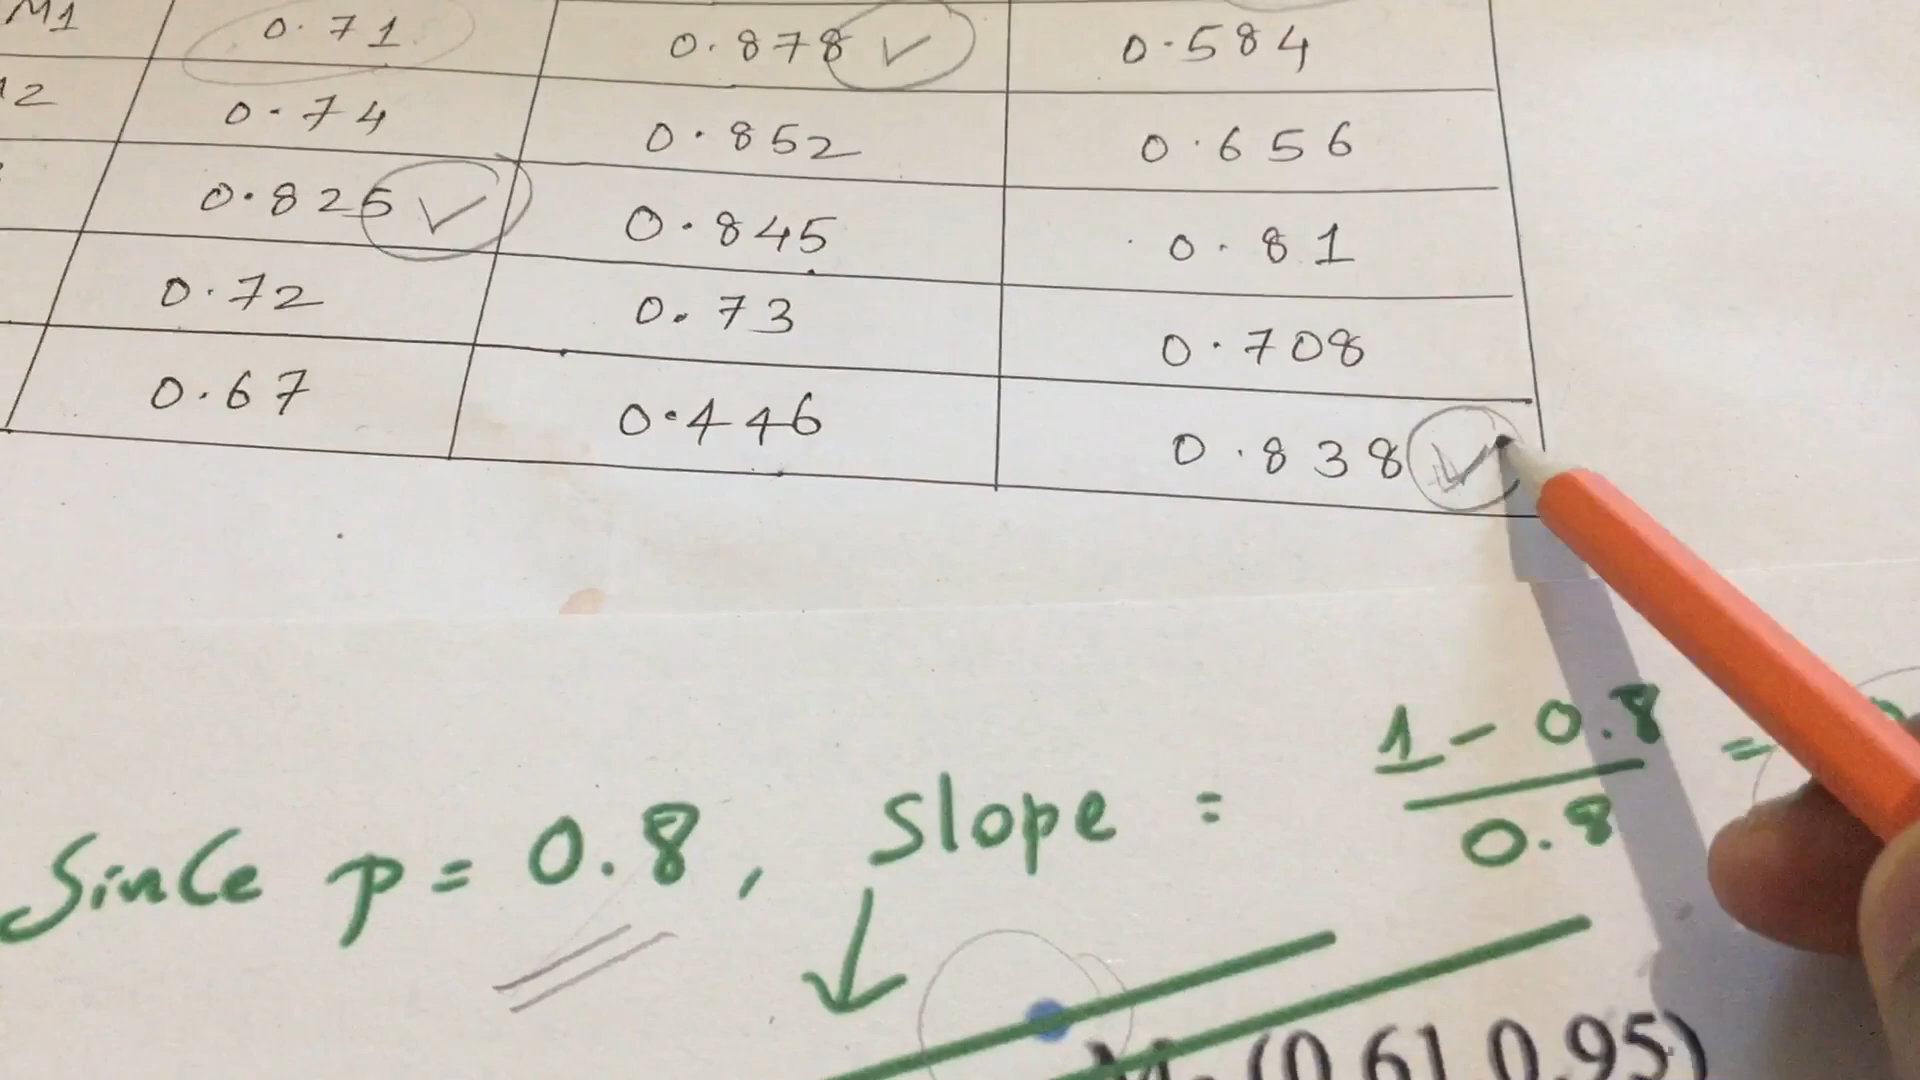 M1 0.71 0.878 ✓ 0.584
0.74 0.852 0.656
0.825 ✓ 0.845 0.81
0.72 0.73 0.708
0.67 0.446 0.838 ✓
Since p = 0.8, slope = 1 - 0.8 / 0.8 =
(0.61, 0.95)